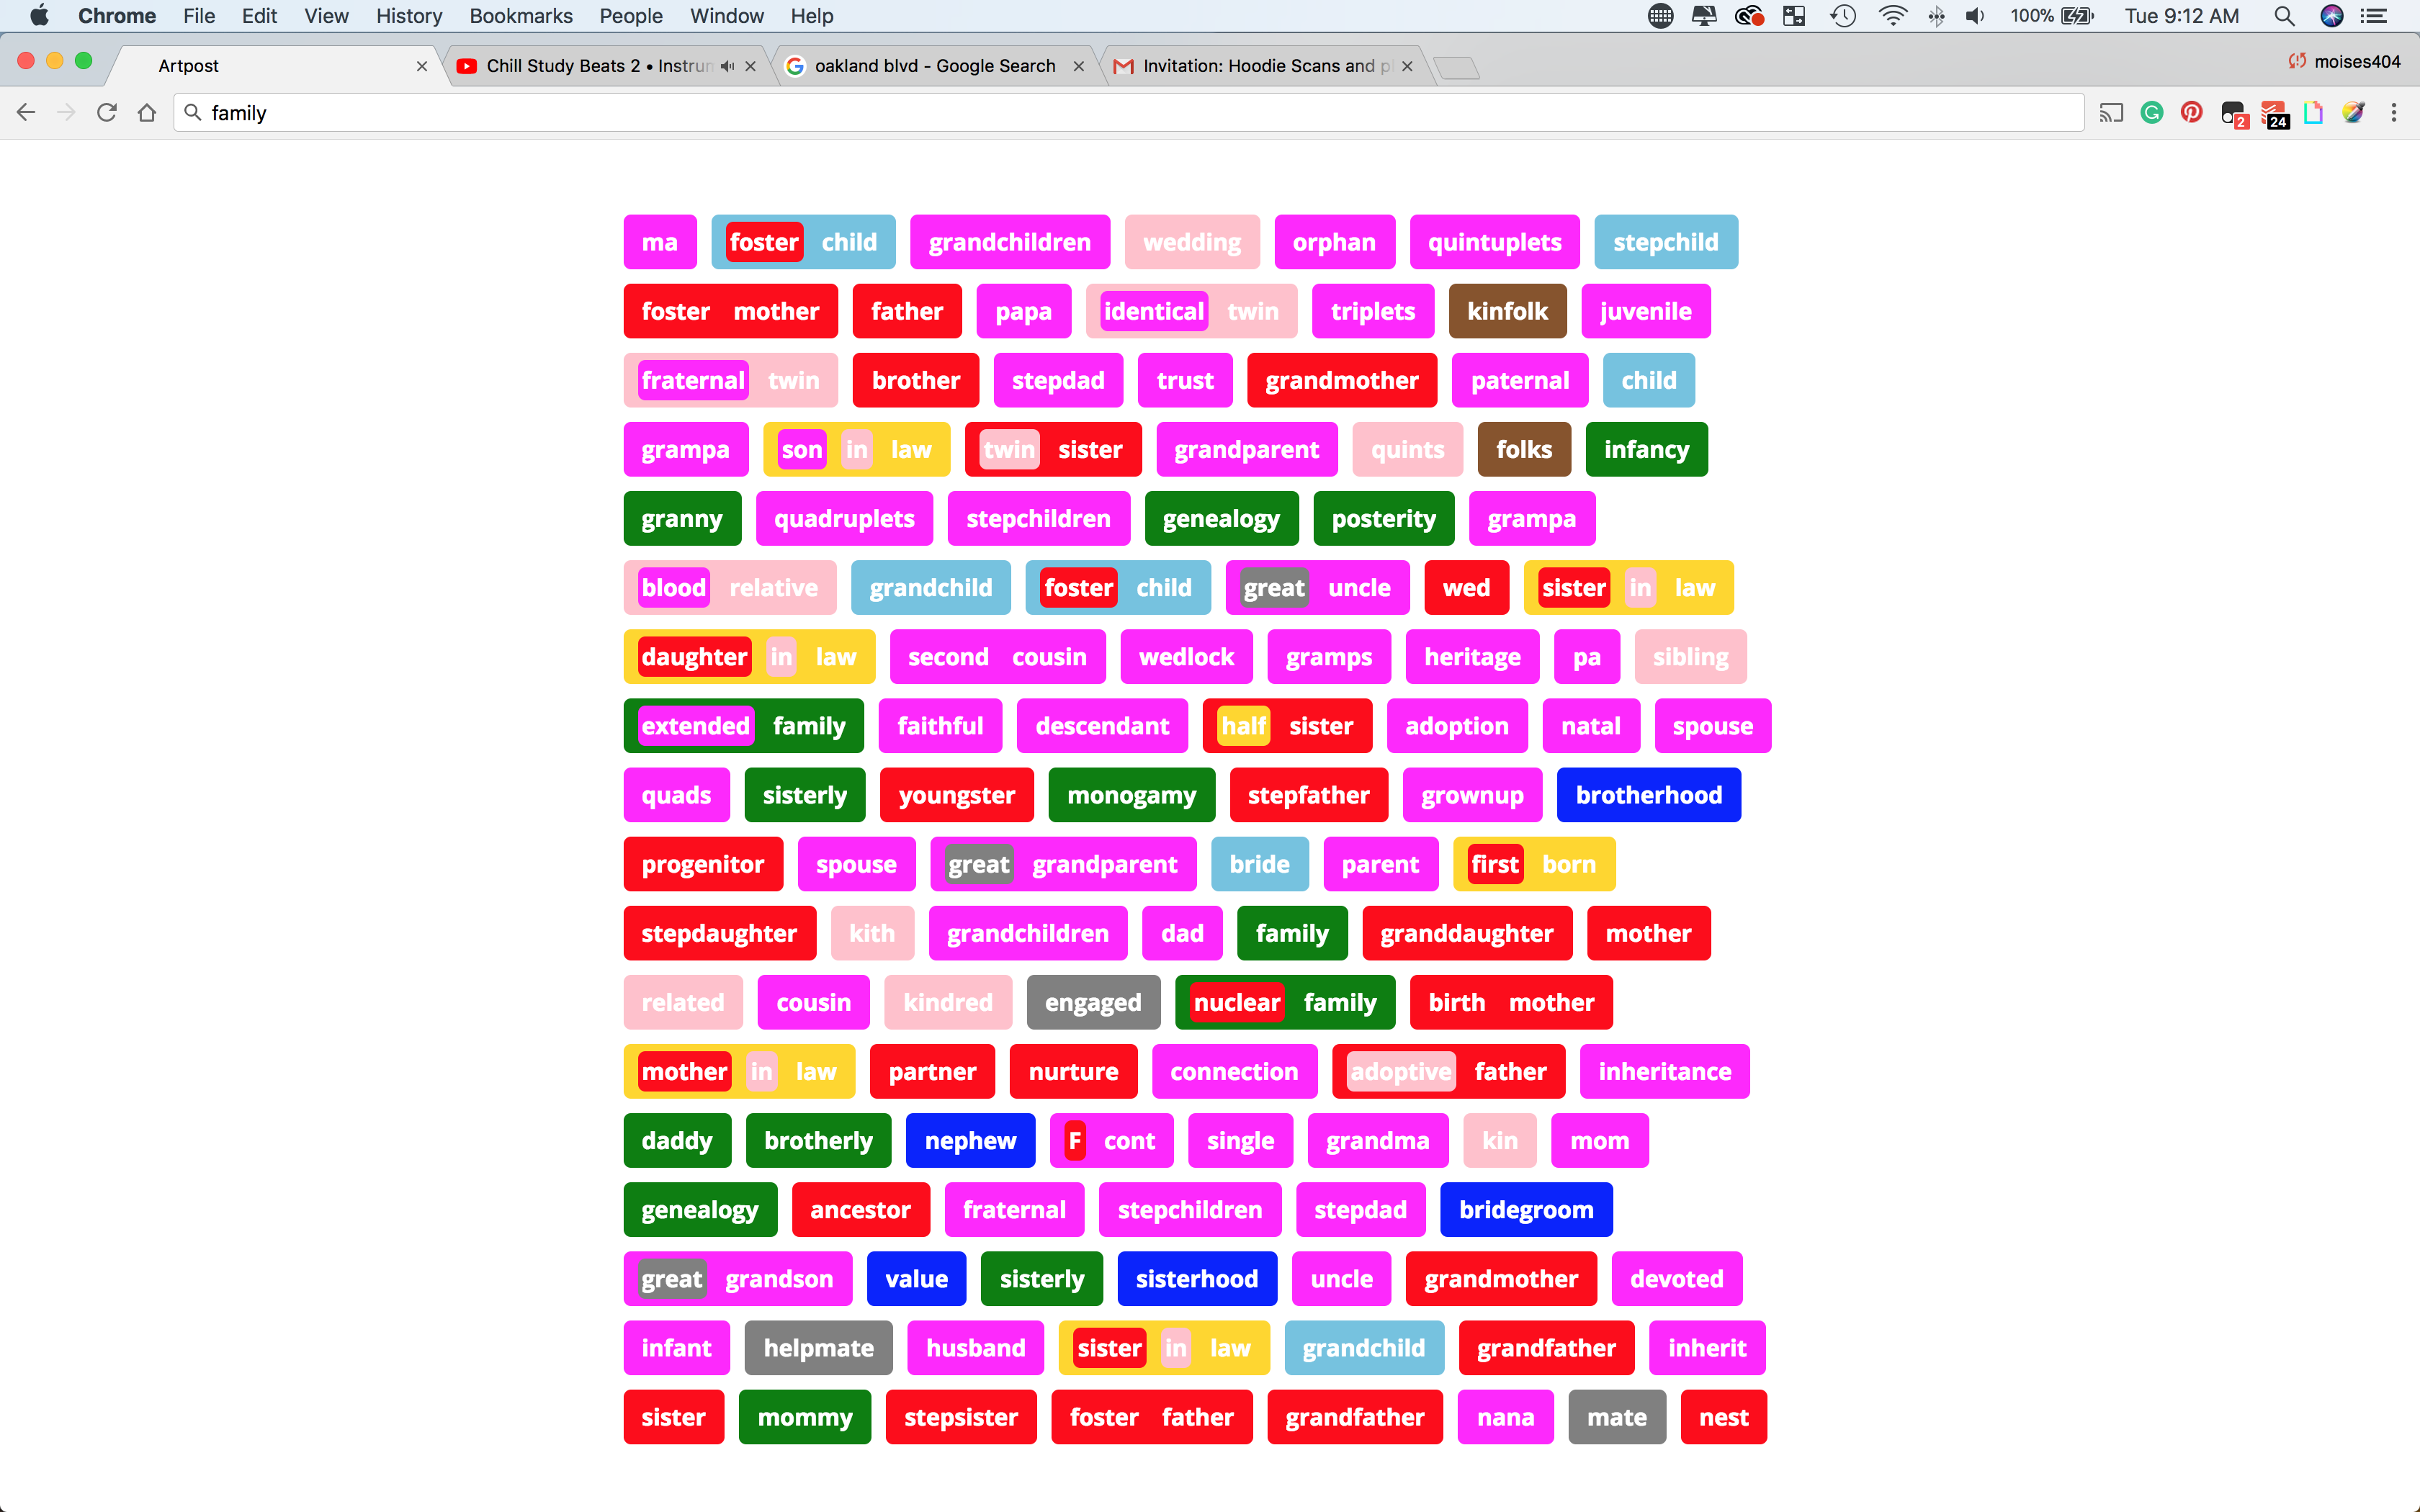 Chrome File Edit View History Bookmarks People Window Help 100% Tue 9:12 AM
Artpost Chill Study Beats 2 • Instrun oakland blvd - Google Search Invitation: Hoodie Scans and p moises404
family 2 24
ma foster child grandchildren wedding orphan quintuplets stepchild
foster mother father papa identical twin triplets kinfolk juvenile
fraternal twin brother stepdad trust grandmother paternal child
grampa son in law twin sister grandparent quints folks infancy
granny quadruplets stepchildren genealogy posterity grampa
blood relative grandchild foster child great uncle wed sister in law
daughter in law second cousin wedlock gramps heritage pa sibling
extended family faithful descendant half sister adoption natal spouse
quads sisterly youngster monogamy stepfather grownup brotherhood
progenitor spouse great grandparent bride parent first born
stepdaughter kith grandchildren dad family granddaughter mother
related cousin kindred engaged nuclear family birth mother
mother in law partner nurture connection adoptive father inheritance
daddy brotherly nephew F cont single grandma kin mom
genealogy ancestor fraternal stepchildren stepdad bridegroom
great grandson value sisterly sisterhood uncle grandmother devoted
infant helpmate husband sister in law grandchild grandfather inherit
sister mommy stepsister foster father grandfather nana mate nest